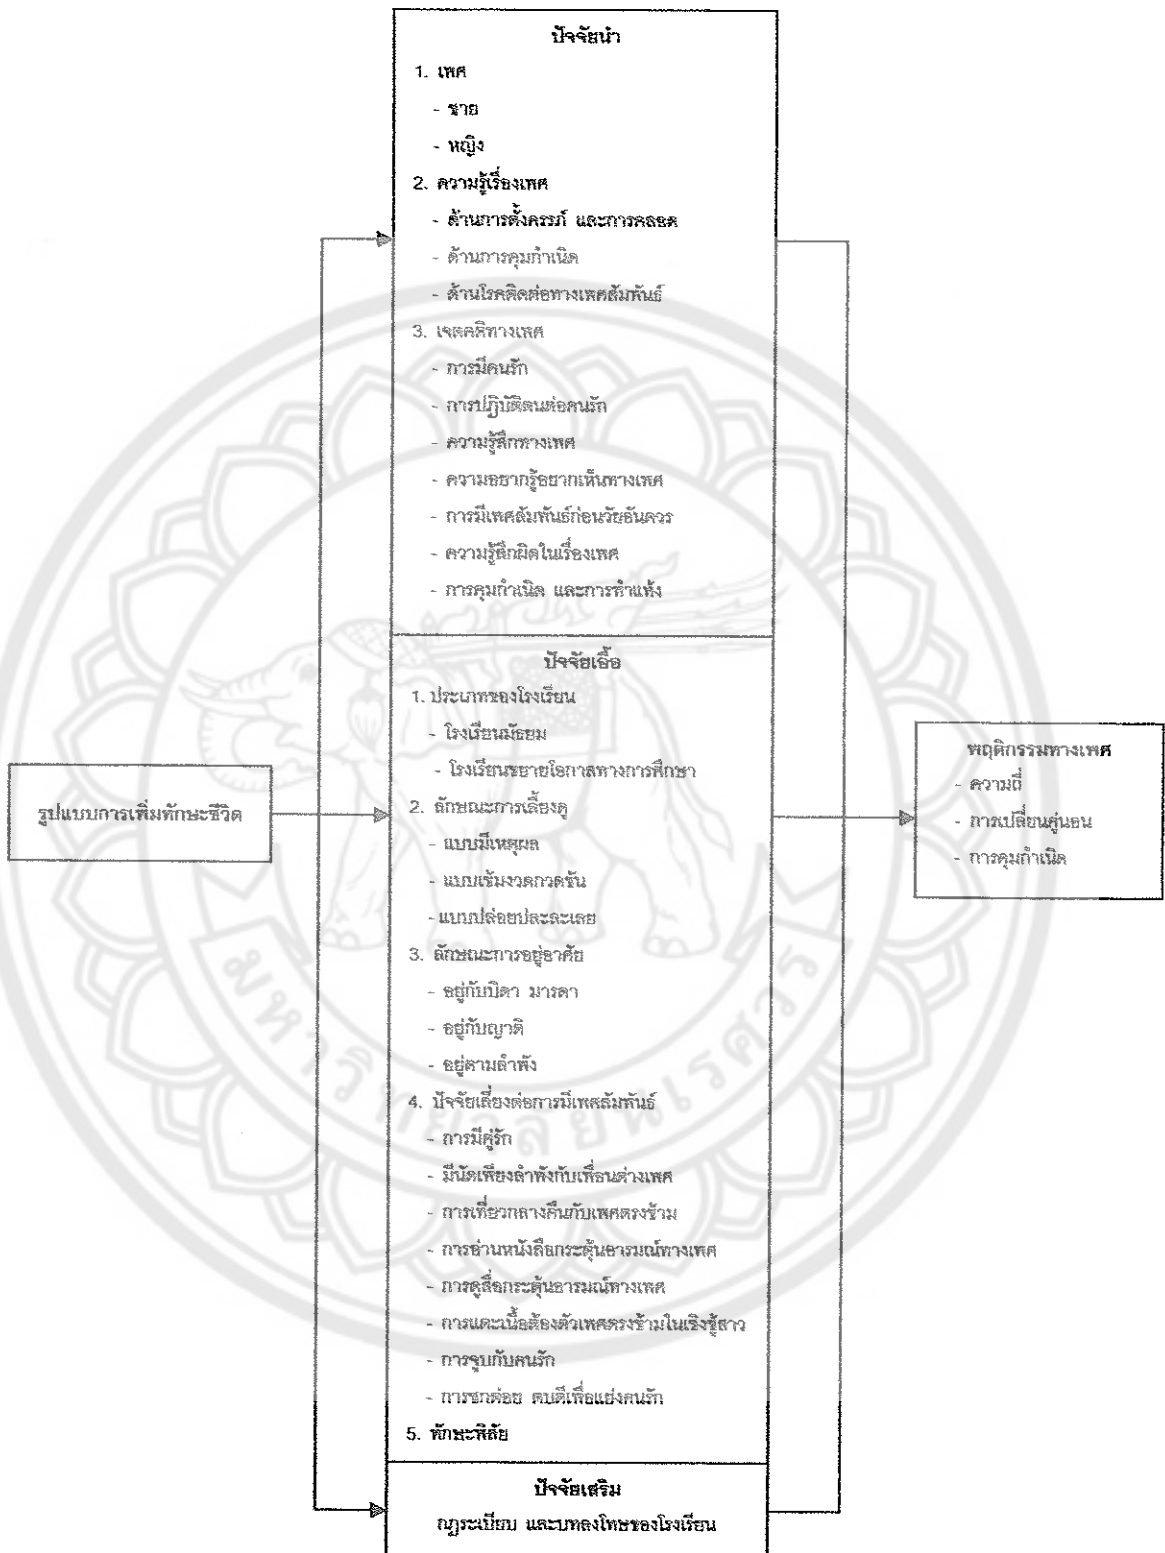 ปัจจัยนำ
1. เพศ
- ชาย
- หญิง
2. ความรู้เรื่องเพศ
- ด้านการตั้งครรภ์ และการคลอด
- ด้านการคุมกำเนิด
- ด้านโรคติดต่อทางเพศสัมพันธ์
3. เจตคติทางเพศ
- การมีคนรัก
- การปฏิบัติตนต่อคนรัก
- ความรู้สึกทางเพศ
- ความอยากรู้อยากเห็นทางเพศ
- การมีเพศสัมพันธ์ก่อนวัยอันควร
- ความรู้สึกผิดในเรื่องเพศ
- การคุมกำเนิด และการทำแท้ง
ปัจจัยเอื้อ
1. ประเภทของโรงเรียน
- โรงเรียนมัธยม
- โรงเรียนขยายโอกาสทางการศึกษา
2. ลักษณะการเลี้ยงดู
- แบบมีเหตุผล
- แบบเข้มงวดกวดขัน
-แบบปล่อยปละละเลย
3. ลักษณะการอยู่อาศัย
- อยู่กับบิดา มารดา
- อยู่กับญาติ
- อยู่ตามลำพัง
4. ปัจจัยเสี่ยงต่อการมีเพศสัมพันธ์
- การมีคู่รัก
- มีนัดเพียงลำพังกับเพื่อนต่างเพศ
- การเที่ยวกลางคืนกับเพศตรงข้าม
- การอ่านหนังสือกระตุ้นอารมณ์ทางเพศ
- การดูสื่อกระตุ้นอารมณ์ทางเพศ
- การแตะเนื้อต้องตัวเพศตรงข้ามในเชิงชู้สาว
- การจูบกับคนรัก
- การชกต่อย ตบตีเพื่อแย่งคนรัก
5. ทักษะพิสัย
ปัจจัยเสริม
กฎระเบียบ และบทลงโทษของโรงเรียน
รูปแบบการเพิ่มทักษะชีวิต
พฤติกรรมทางเพศ
- ความถี่
- การเปลี่ยนคู่นอน
- การคุมกำเนิด
มหาวิทยาลัยนเรศวร